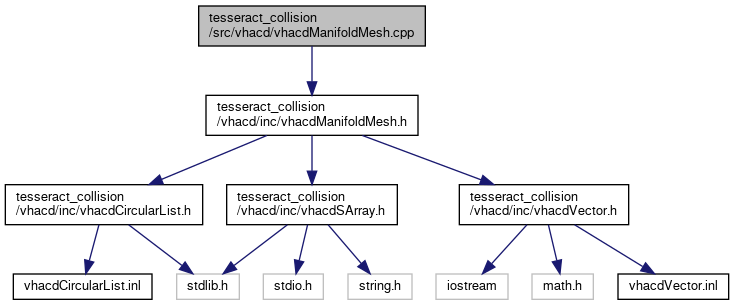 tesseract_collision
/src/vhacd/vhacdManifoldMesh.cpp
tesseract_collision
/vhacd/inc/vhacdManifoldMesh.h
tesseract_collision
/vhacd/inc/vhacdCircularList.h
tesseract_collision
/vhacd/inc/vhacdSArray.h
tesseract_collision
/vhacd/inc/vhacdVector.h
vhacdCircularList.inl
stdlib.h
stdio.h
string.h
iostream
math.h
vhacdVector.inl